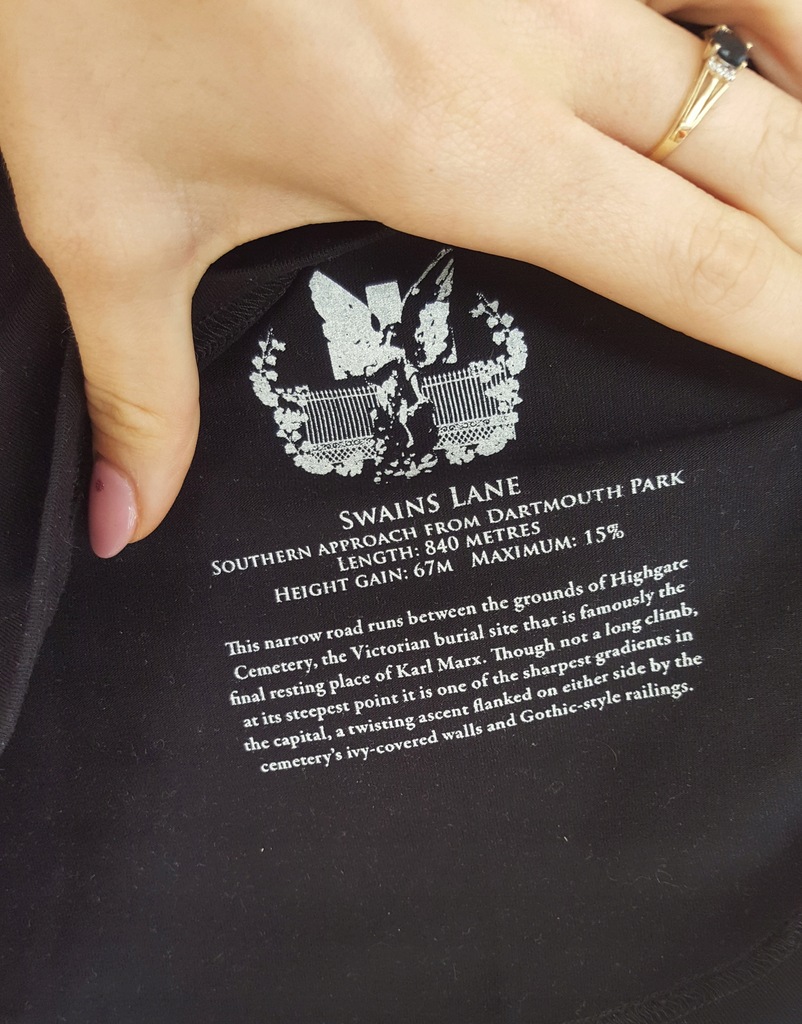 Swains Lane
Southern approach from Dartmouth Park
Length: 840 metres
Height gain: 67m Maximum: 15%
This narrow road runs between the grounds of Highgate
Cemetery, the Victorian burial site that is famously the
final resting place of Karl Marx. Though not a long climb,
at its steepest point it is one of the sharpest gradients in
the capital, a twisting ascent flanked on either side by the
cemetery's ivy-covered walls and Gothic-style railings.